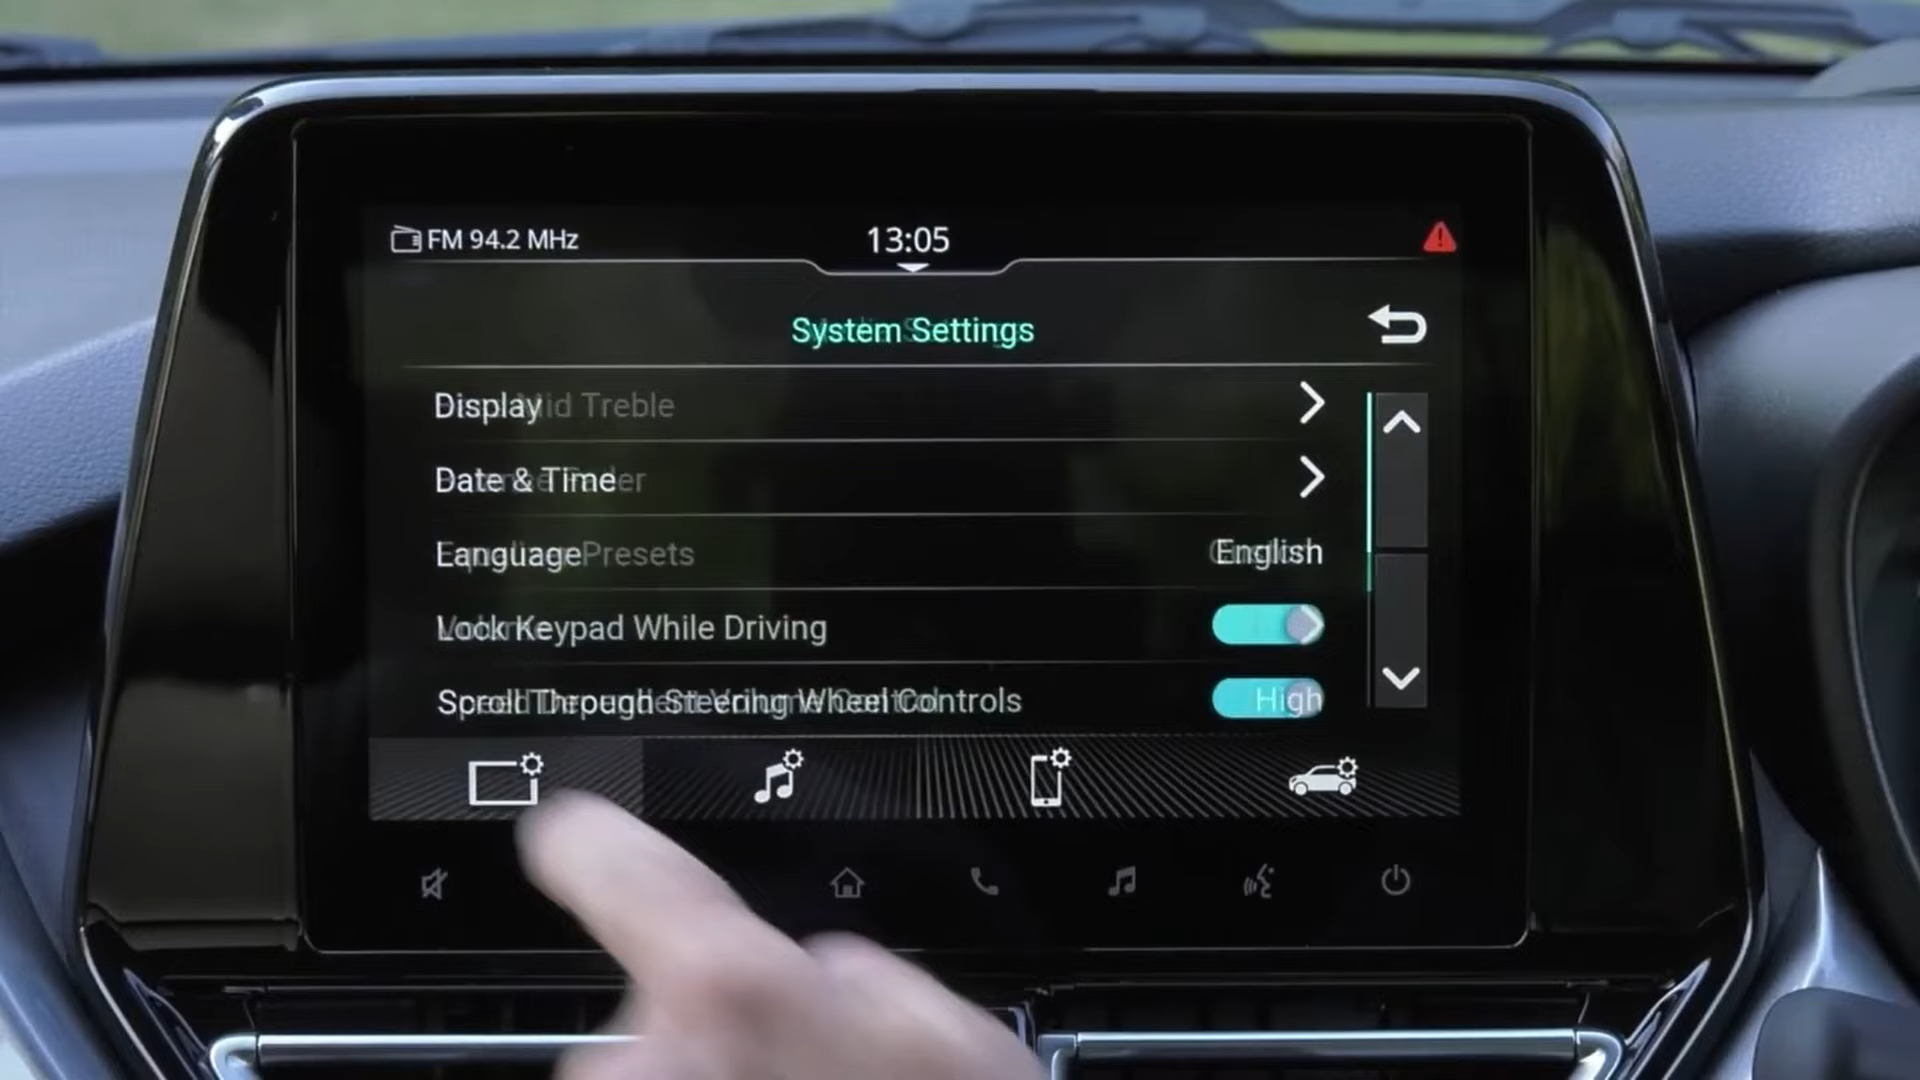 FM 94.2 MHz
13:05
System Settings
Display Mid Treble
Date & Time
Language Presets
English
Lock Keypad While Driving
Scroll Through Steering Wheel Controls
High